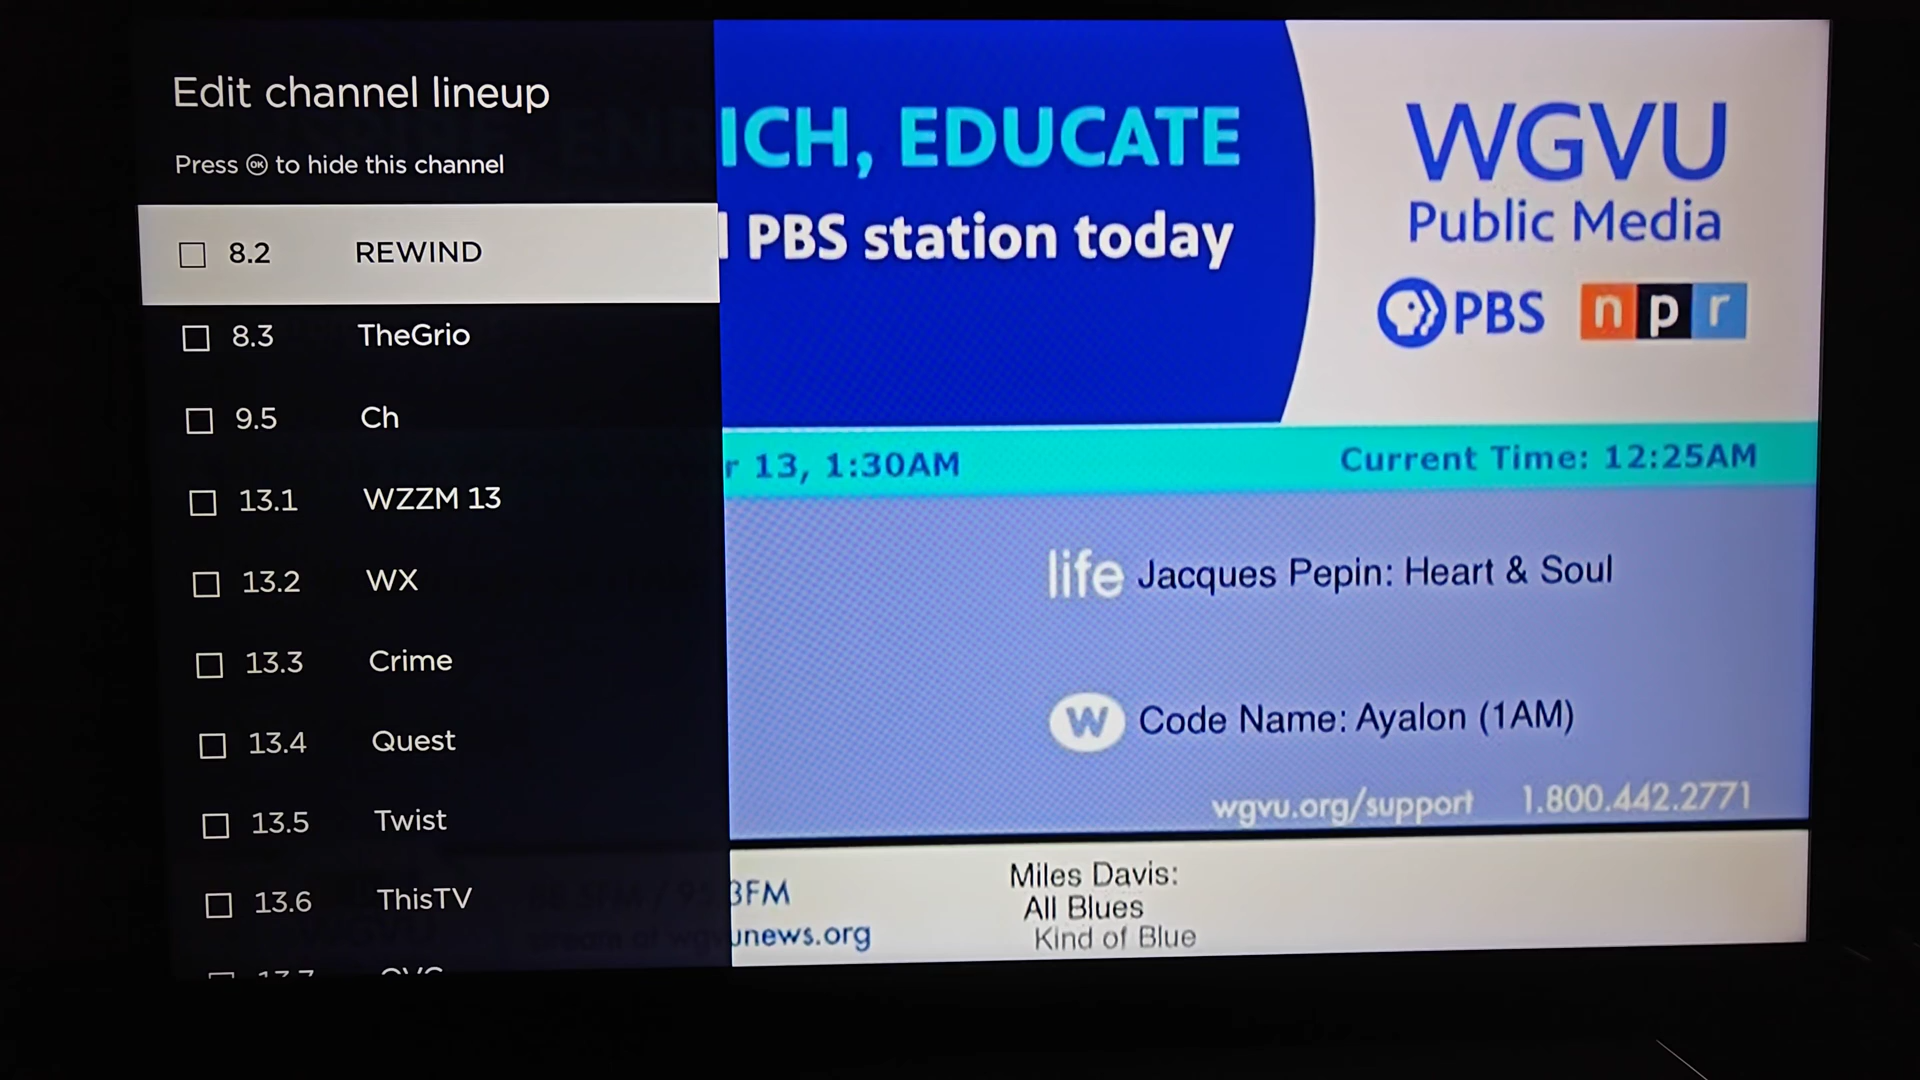 Edit channel lineup
Press OK to hide this channel
8.2 REWIND
8.3 TheGrio
9.5 Ch
13.1 WZZM 13
13.2 WX
13.3 Crime
13.4 Quest
13.5 Twist
13.6 ThisTV
ICH, EDUCATE
PBS station today
WGVU
Public Media
PBS npr
r 13, 1:30AM
Current Time: 12:25AM
life Jacques Pepin: Heart & Soul
W Code Name: Ayalon (1AM)
wgvu.org/support 1.800.442.2771
3FM
unews.org
Miles Davis:
All Blues
Kind of Blue